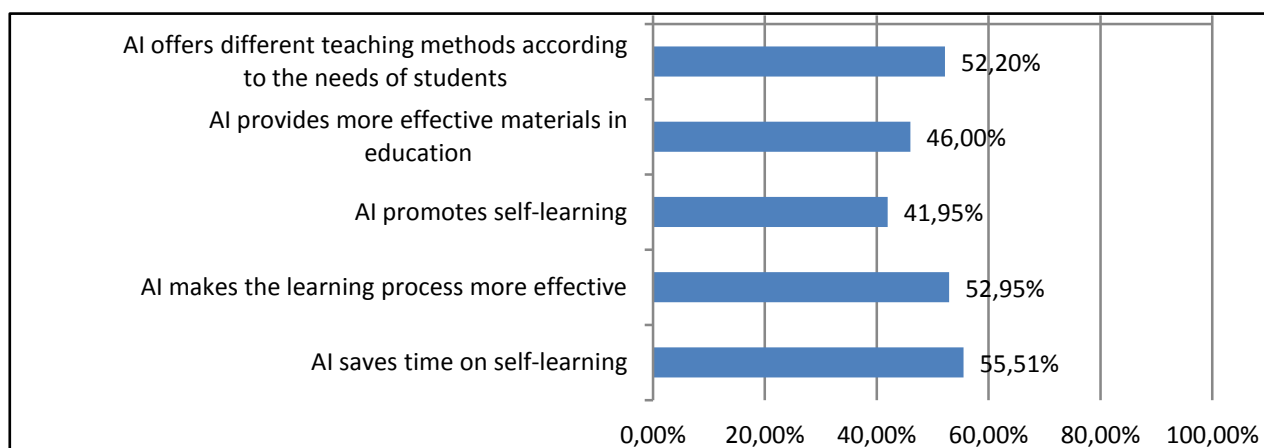 AI offers different teaching methods according
to the needs of students
52,20%
AI provides more effective materials in
education
46,00%
AI promotes self-learning
41,95%
AI makes the learning process more effective
52,95%
AI saves time on self-learning
55,51%
0,00% 20,00% 40,00% 60,00% 80,00% 100,00%